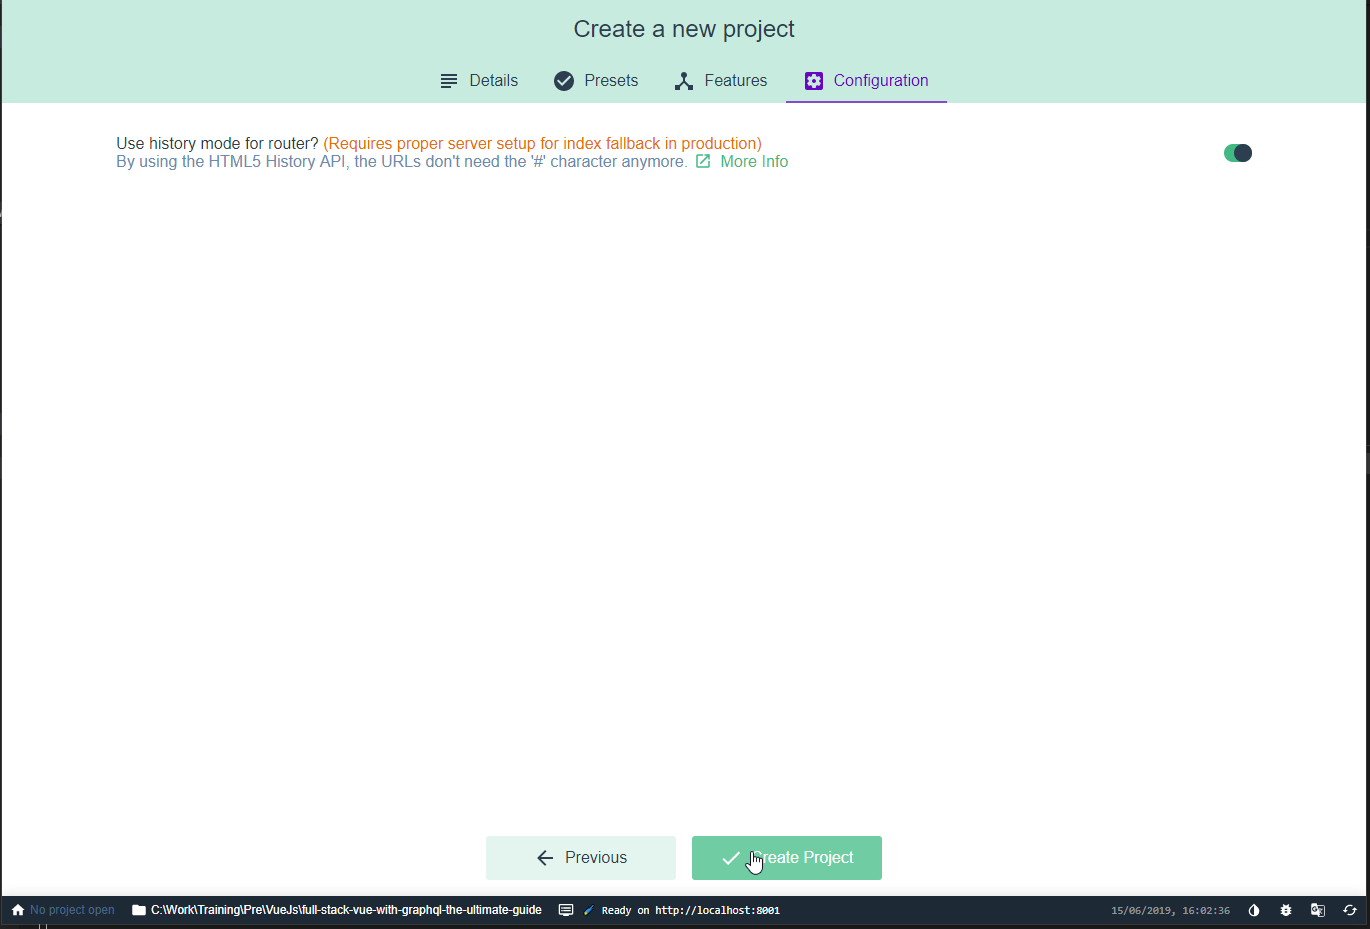 Create a new project
Details Presets Features Configuration
Use history mode for router? (Requires proper server setup for index fallback in production)
By using the HTML5 History API, the URLs don't need the '#' character anymore. More Info
Previous Create Project
No project open C:\Work\Training\Pre\VueJs\full-stack-vue-with-graphql-the-ultimate-guide Ready on http://localhost:8001 15/06/2019, 16:02:36